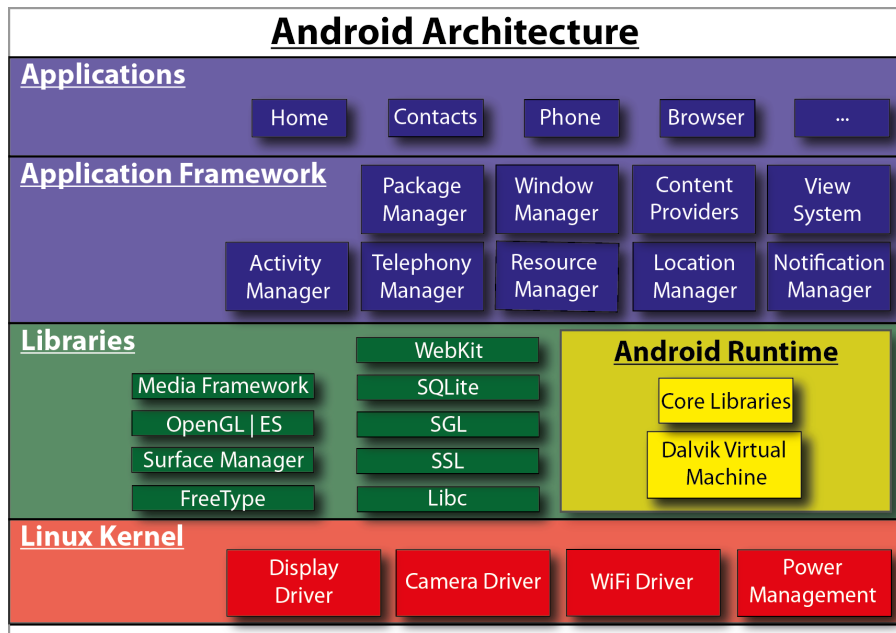 Android Architecture
Applications
Home
Contacts
Phone
Browser
...
Application Framework
Package
Manager
Window
Manager
Content
Providers
View
System
Activity
Manager
Telephony
Manager
Resource
Manager
Location
Manager
Notification
Manager
Libraries
Media Framework
OpenGL | ES
Surface Manager
FreeType
WebKit
SQLite
SGL
SSL
Libc
Android Runtime
Core Libraries
Dalvik Virtual
Machine
Linux Kernel
Display
Driver
Camera Driver
WiFi Driver
Power
Management